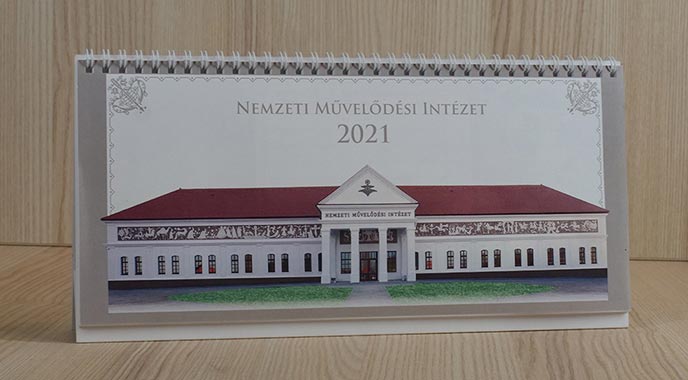 Nemzeti Művelődési Intézet
2021
NEMZETI MŰVELŐDÉSI INTÉZET